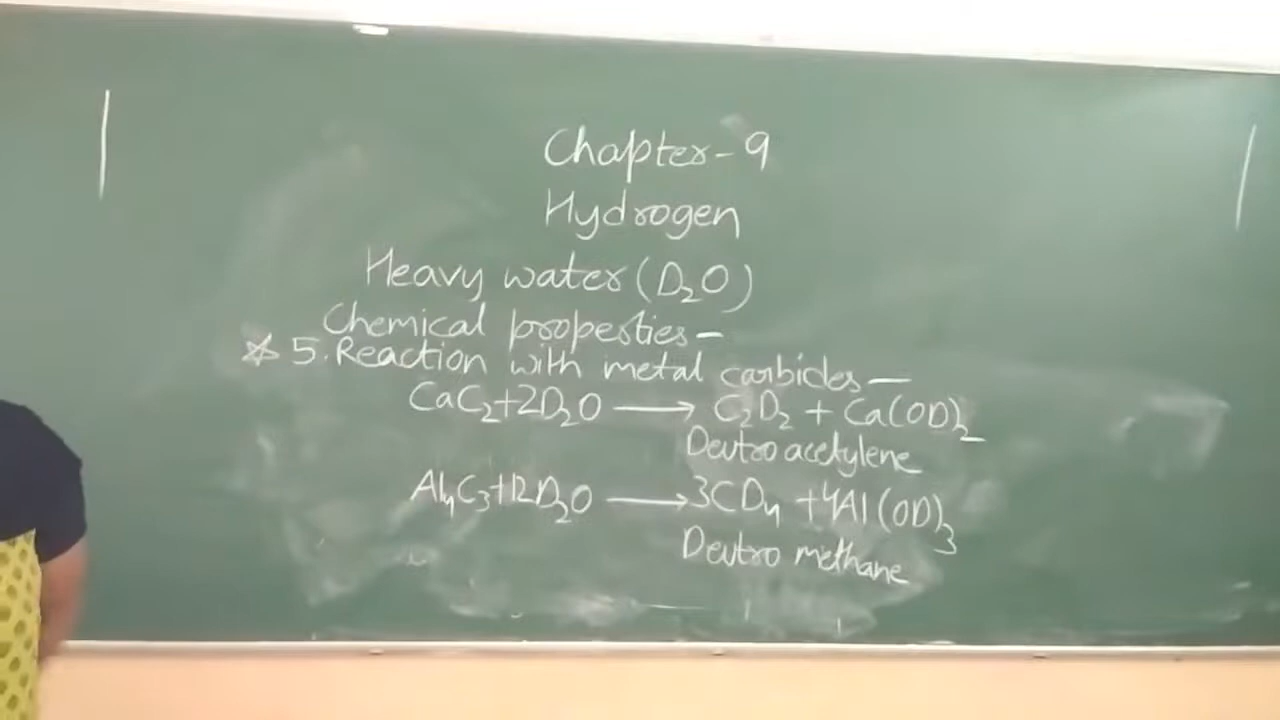 Chapter-9
Hydrogen
Heavy water (D₂O)
Chemical properties-
☆ 5. Reaction with metal carbides-
CaC₂+2D₂O ⟶ C₂D₂ + Ca(OD)₂
Deutro acetylene
Al₄C₃+12D₂O ⟶ 3CD₄ +4Al(OD)₃
Deutro methane